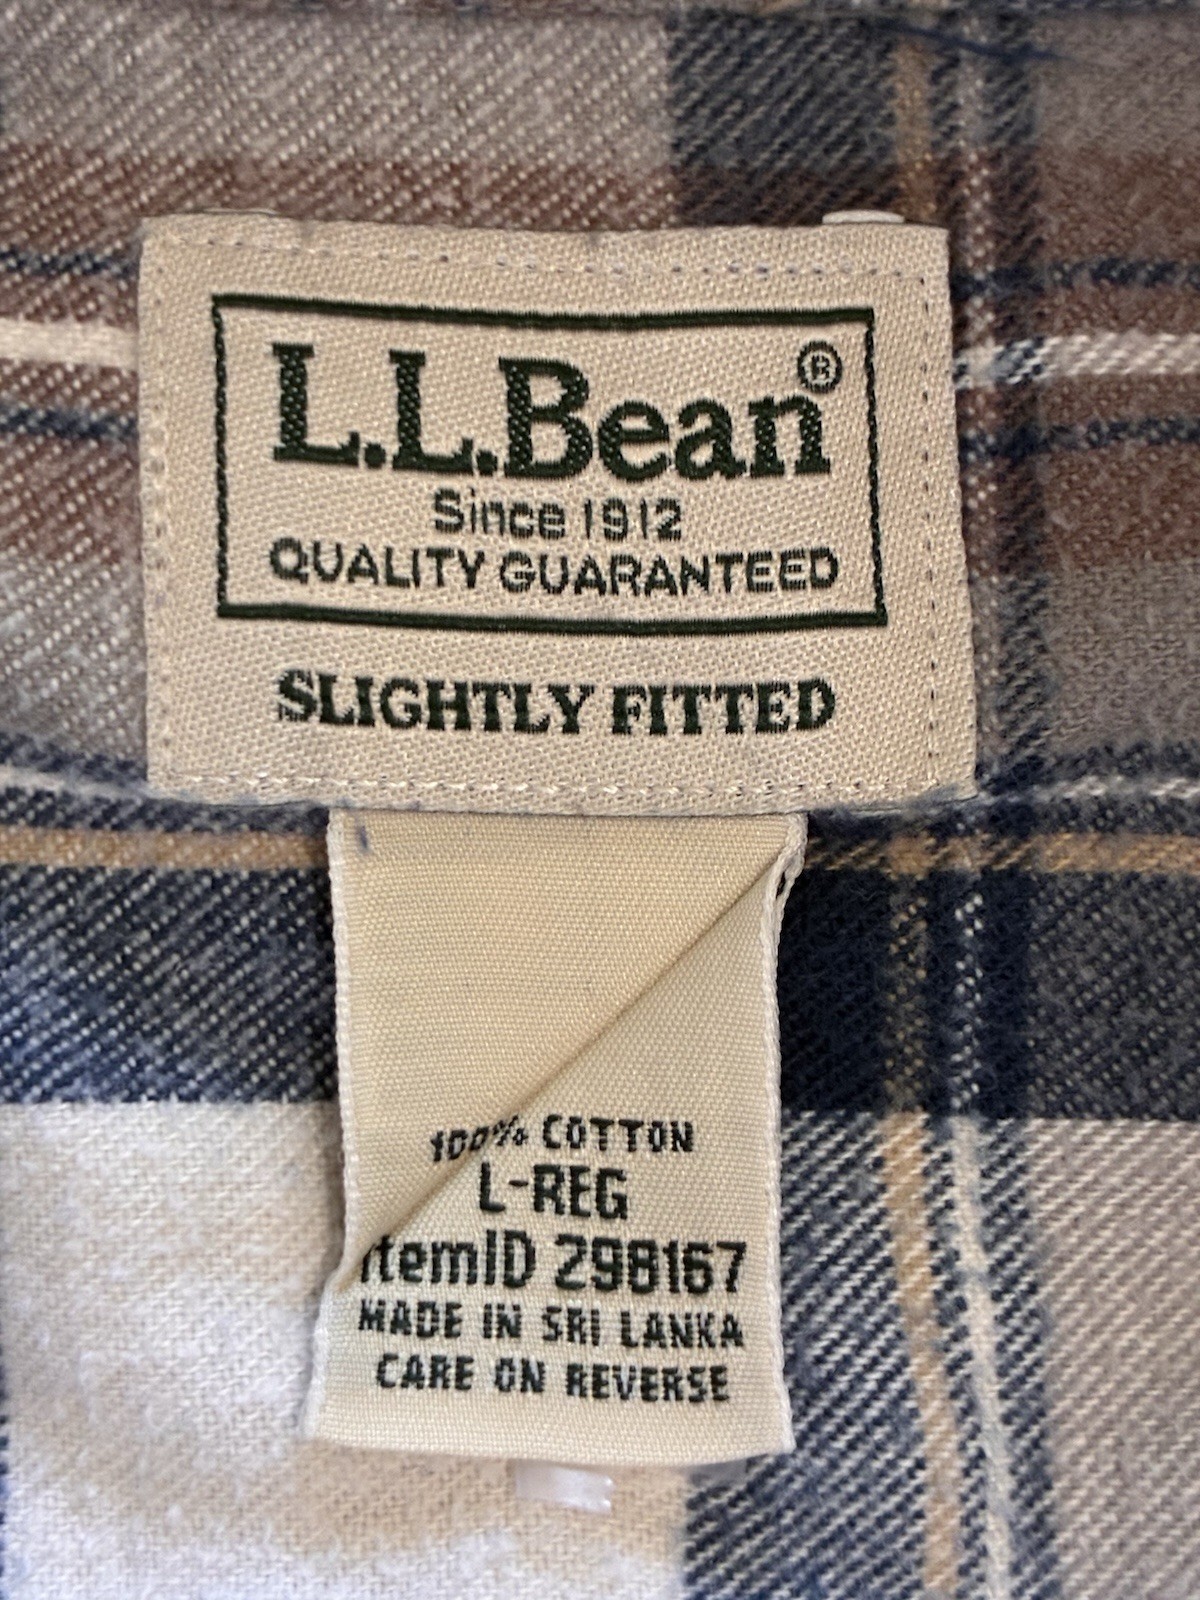 L.L.Bean®
Since 1912
QUALITY GUARANTEED
SLIGHTLY FITTED
100% COTTON
L-REG
itemID 298167
MADE IN SRI LANKA
CARE ON REVERSE